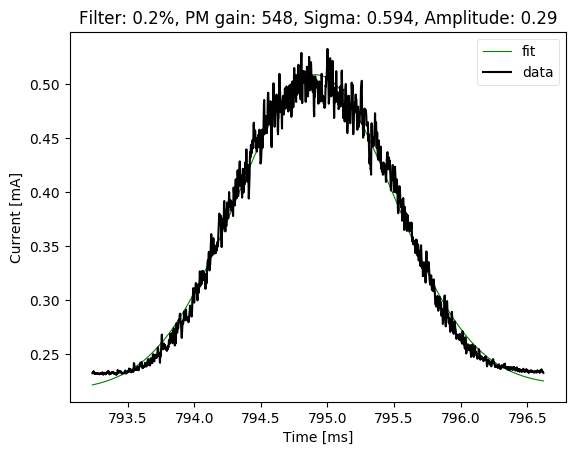 Filter: 0.2%, PM gain: 548, Sigma: 0.594, Amplitude: 0.29
fit
data
0.50
0.45
0.40
0.35
0.30
0.25
Current [mA]
793.5 794.0 794.5 795.0 795.5 796.0 796.5
Time [ms]